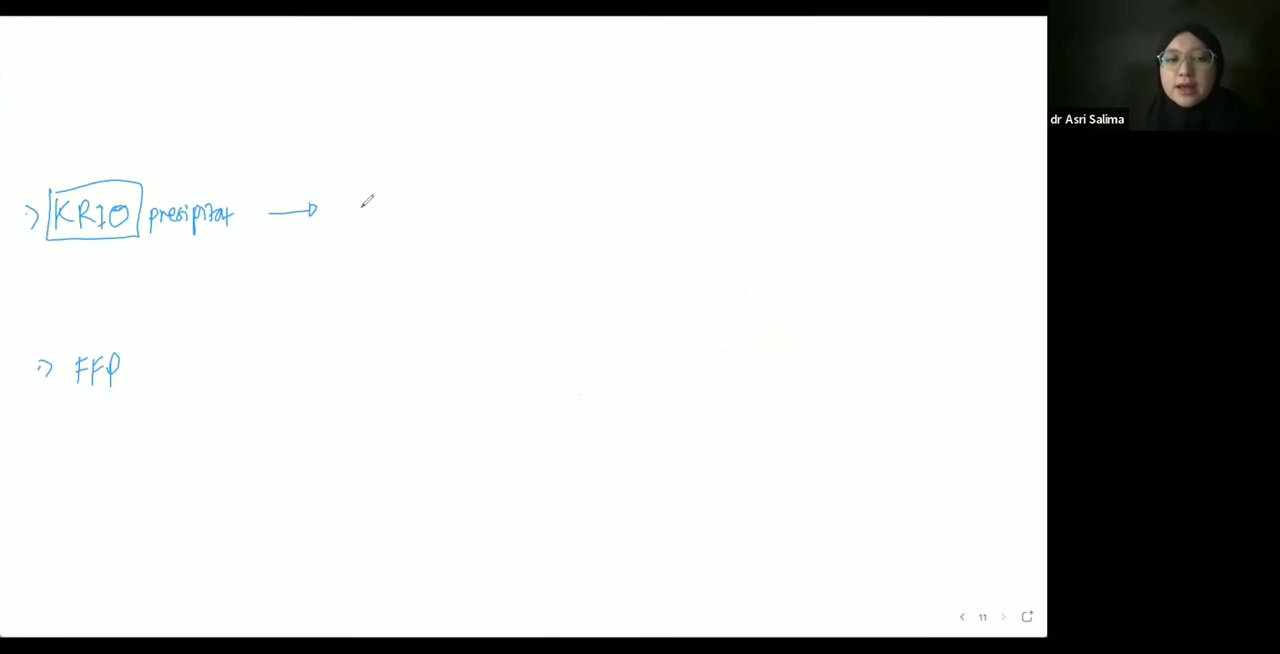 dr Asri Salima
:) KRIO presipitat →
:) FFP
11